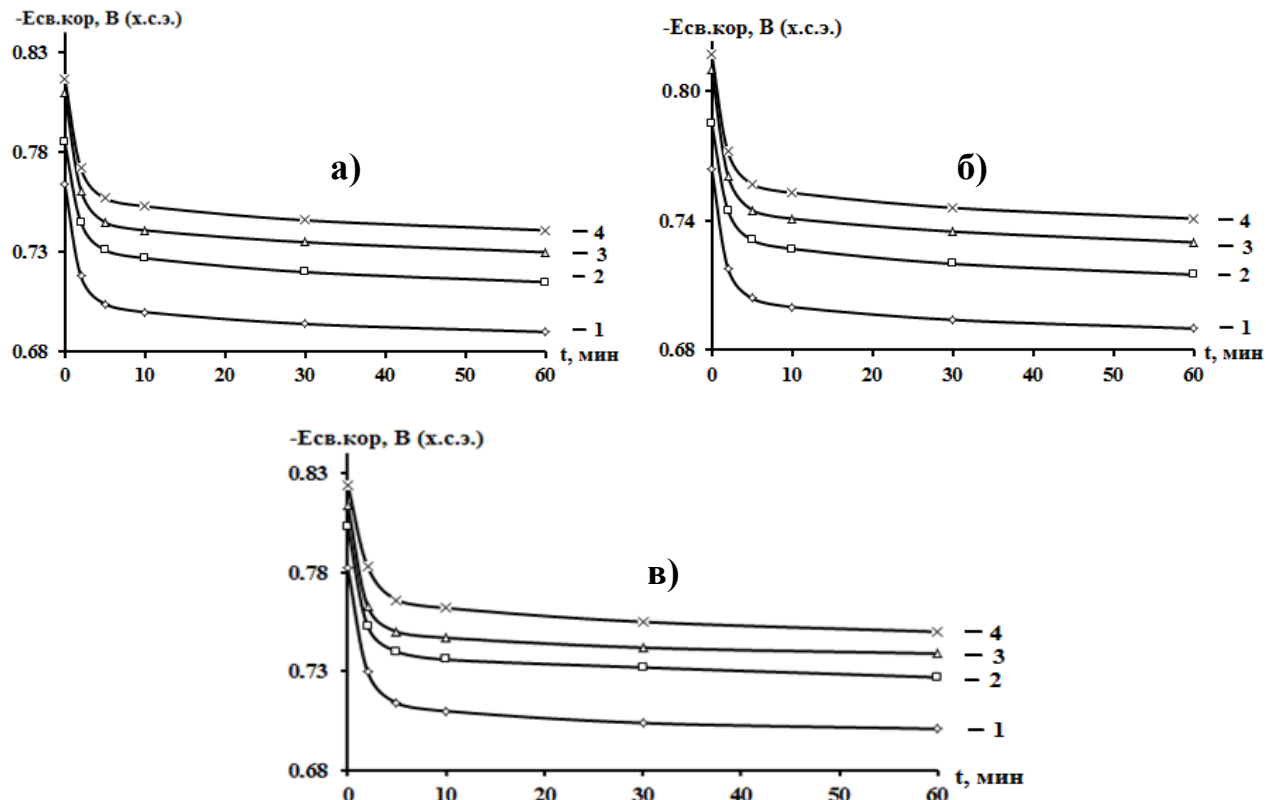 -Есв.кор, В (х.с.э.)
0.83
0.78
0.73
0.68
а)
– 4
– 3
– 2
– 1
t, мин
0 10 20 30 40 50 60
-Есв.кор, В (х.с.э.)
0.80
0.74
0.68
б)
– 4
– 3
– 2
– 1
t, мин
0 10 20 30 40 50 60
-Есв.кор, В (х.с.э.)
0.83
0.78
0.73
0.68
в)
– 4
– 3
– 2
– 1
t, мин
0 10 20 30 40 50 60